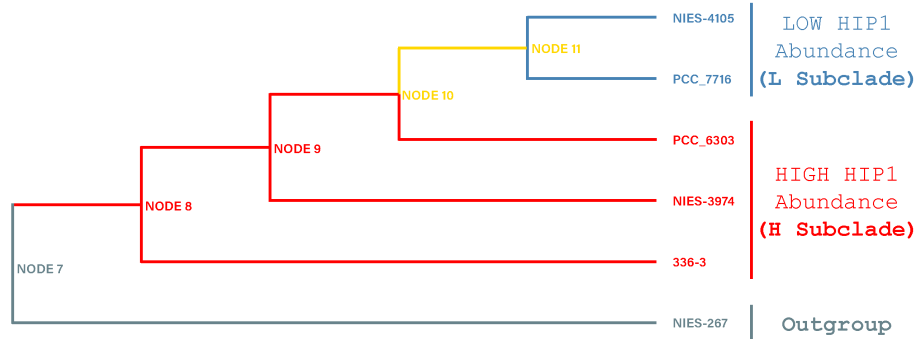 NIES-4105
LOW HIP1
NODE 11
Abundance
PCC_7716
(L Subclade)
NODE 10
PCC_6303
NODE 9
HIGH HIP1
NIES-3974
Abundance
NODE 8
(H Subclade)
336-3
NODE 7
NIES-267
Outgroup